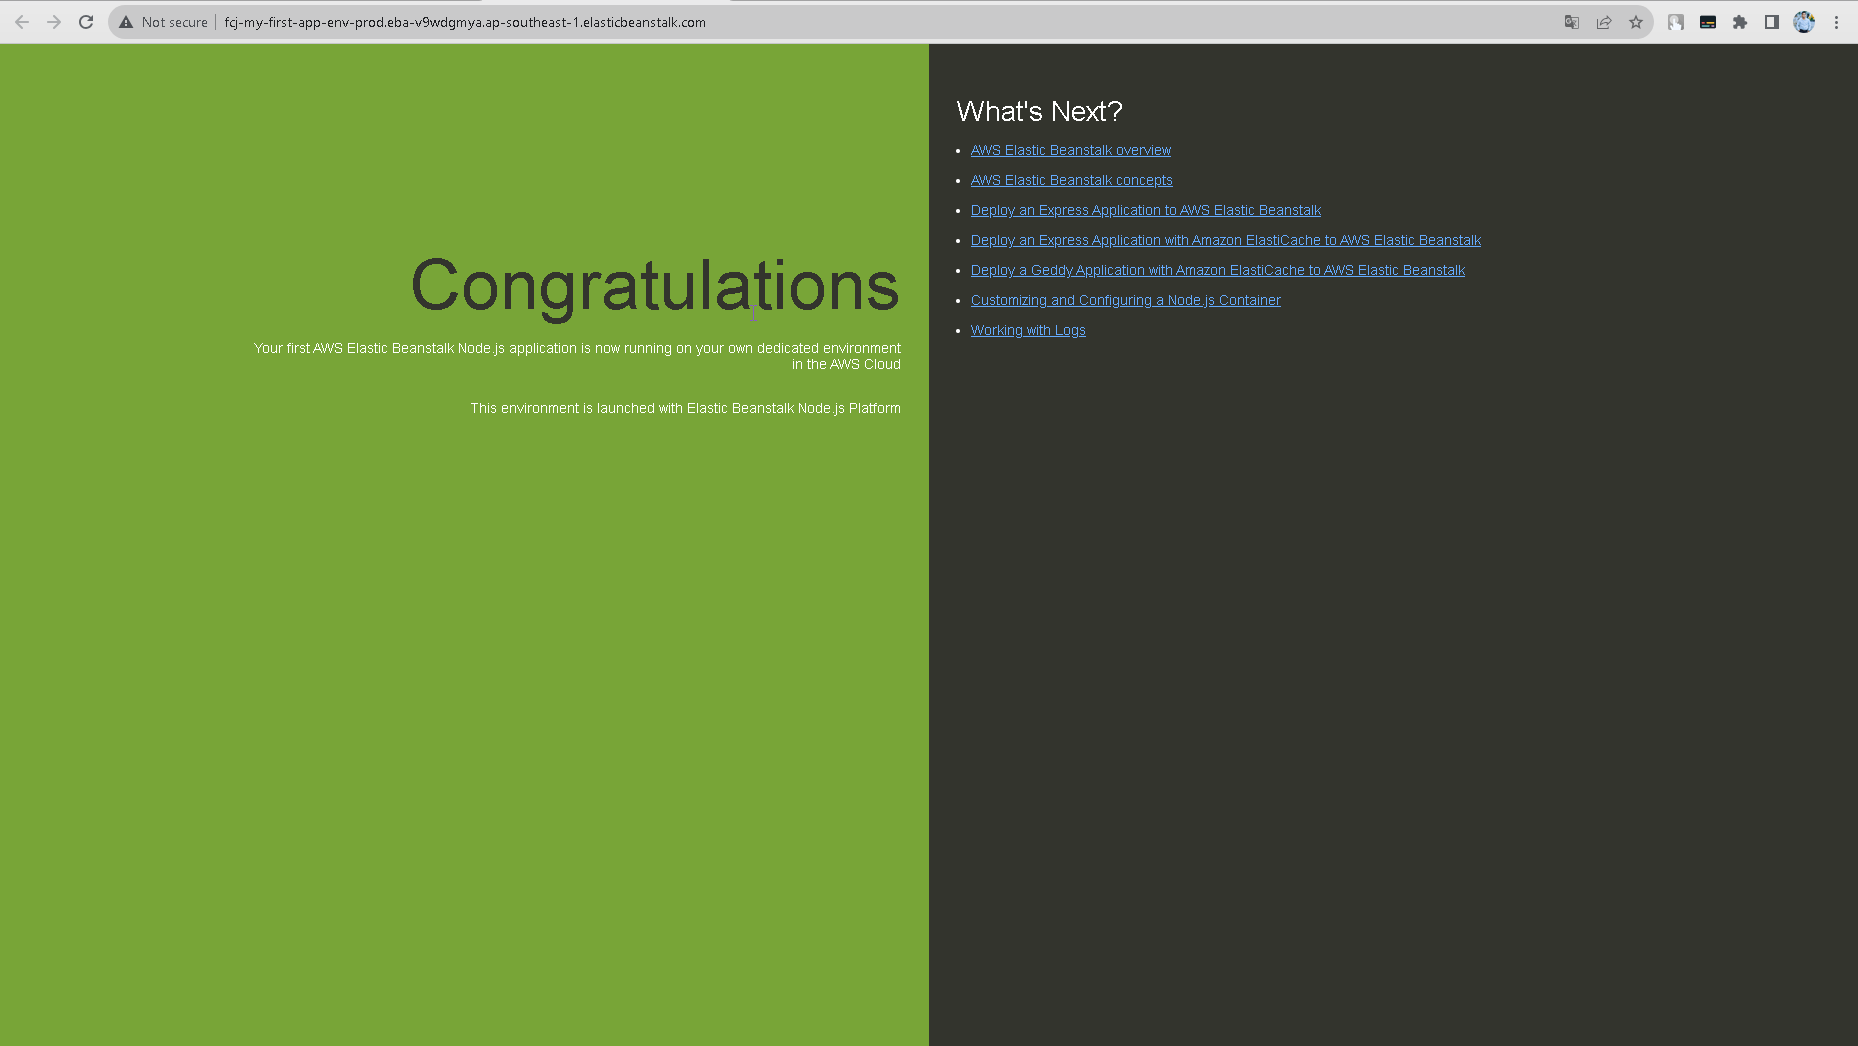 Not secure
fcj-my-first-app-env-prod.eba-v9wdgmya.ap-southeast-1.elasticbeanstalk.com
Congratulations
Your first AWS Elastic Beanstalk Node.js application is now running on your own dedicated environment
in the AWS Cloud
This environment is launched with Elastic Beanstalk Node.js Platform
What's Next?
AWS Elastic Beanstalk overview
AWS Elastic Beanstalk concepts
Deploy an Express Application to AWS Elastic Beanstalk
Deploy an Express Application with Amazon ElastiCache to AWS Elastic Beanstalk
Deploy a Geddy Application with Amazon ElastiCache to AWS Elastic Beanstalk
Customizing and Configuring a Node.js Container
Working with Logs